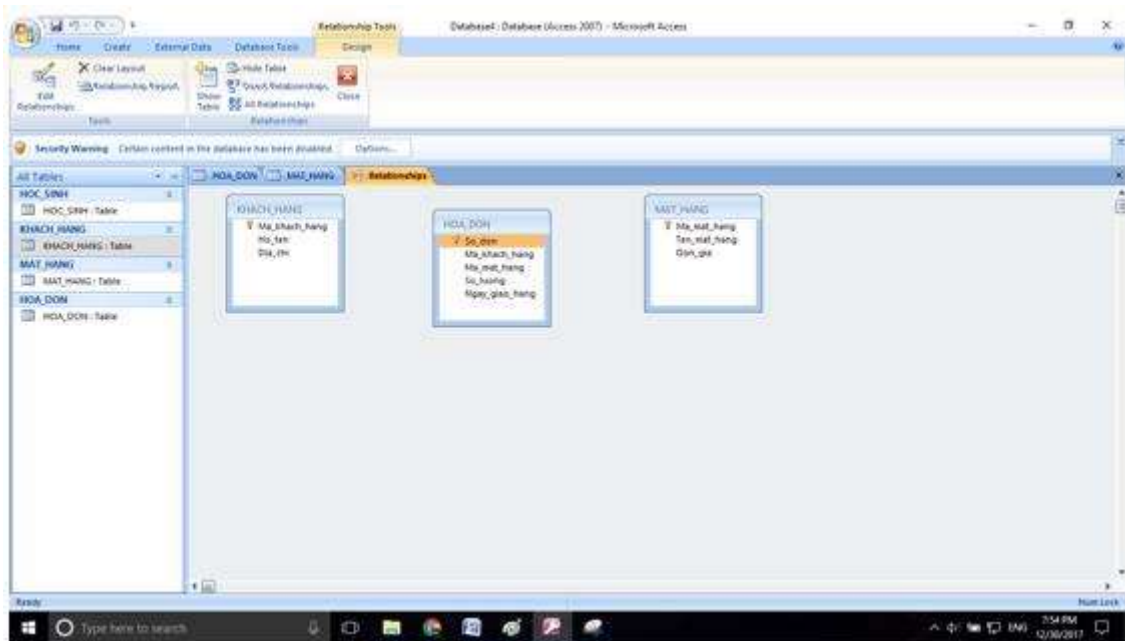 Relationship Tools
Database4 : Database (Access 2007) - Microsoft Access
Home Create External Data Database Tools Design
Edit Relationships
Clear Layout
Relationship Report
Tools
Show Table
Hide Table
Direct Relationships
All Relationships
Close
Relationships
Security Warning Certain content in the database has been disabled Options...
All Tables
HOC_SINH
HOC_SINH : Table
KHACH_HANG
KHACH_HANG : Table
MAT_HANG
MAT_HANG : Table
HOA_DON
HOA_DON : Table
HOA_DON MAT_HANG Relationships
KHACH_HANG
Ma_khach_hang
Ho_ten
Dia_chi
HOA_DON
So_don
Ma_khach_hang
Ma_mat_hang
So_luong
Ngay_giao_hang
MAT_HANG
Ma_mat_hang
Ten_mat_hang
Don_gia
Ready
Num Lock
Type here to search
ENG
7:54 PM
12/20/2017